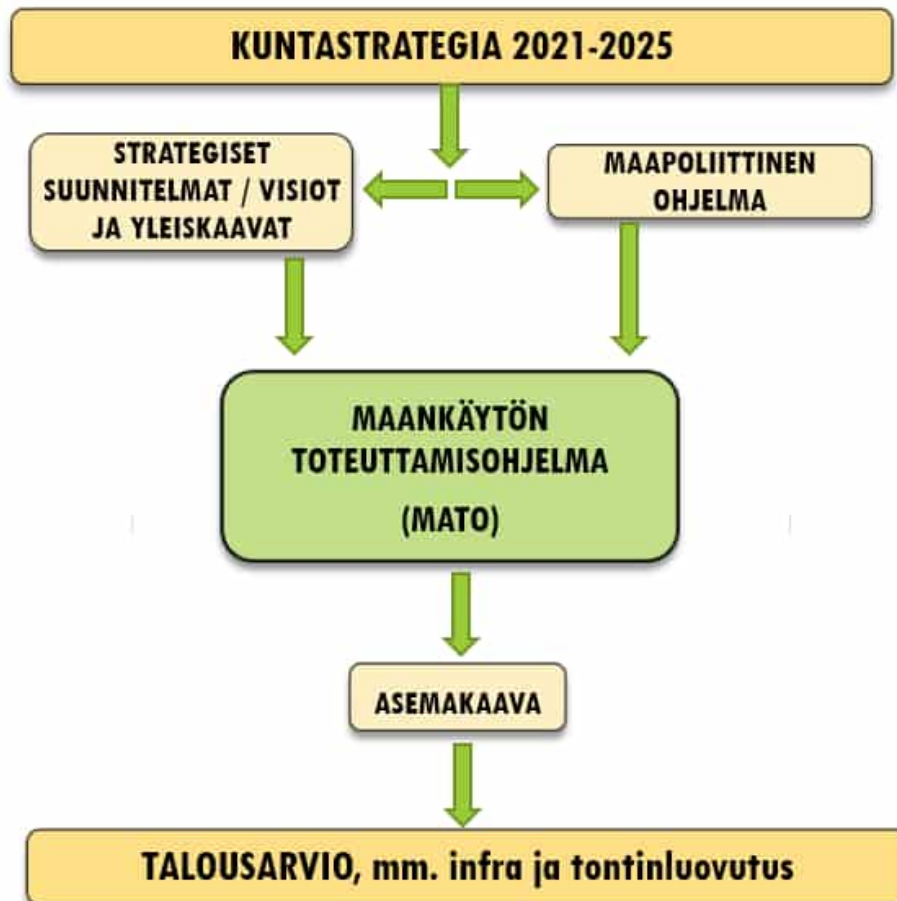 KUNTASTRATEGIA 2021-2025
STRATEGISET
SUUNNITELMAT / VISIOT
JA YLEISKAAVAT
MAAPOLIITTINEN
OHJELMA
MAANKÄYTÖN
TOTEUTTAMISOHJELMA
(MATO)
ASEMAKAAVA
TALOUSARVIO, mm. infra ja tontinluovutus